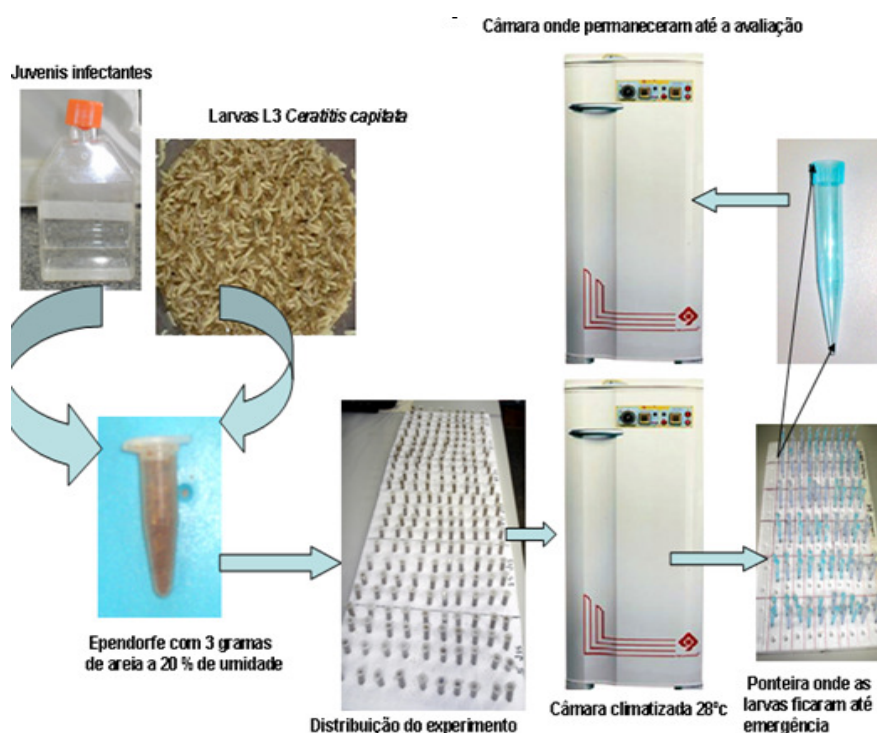 Câmara onde permaneceram até a avaliação
Juvenis infectantes
Larvas L3 Ceratitis capitata
Ependorfe com 3 gramas
de areia a 20 % de umidade
Distribuição do experimento
Câmara climatizada 28°c
Ponteira onde as
larvas ficaram até
emergência